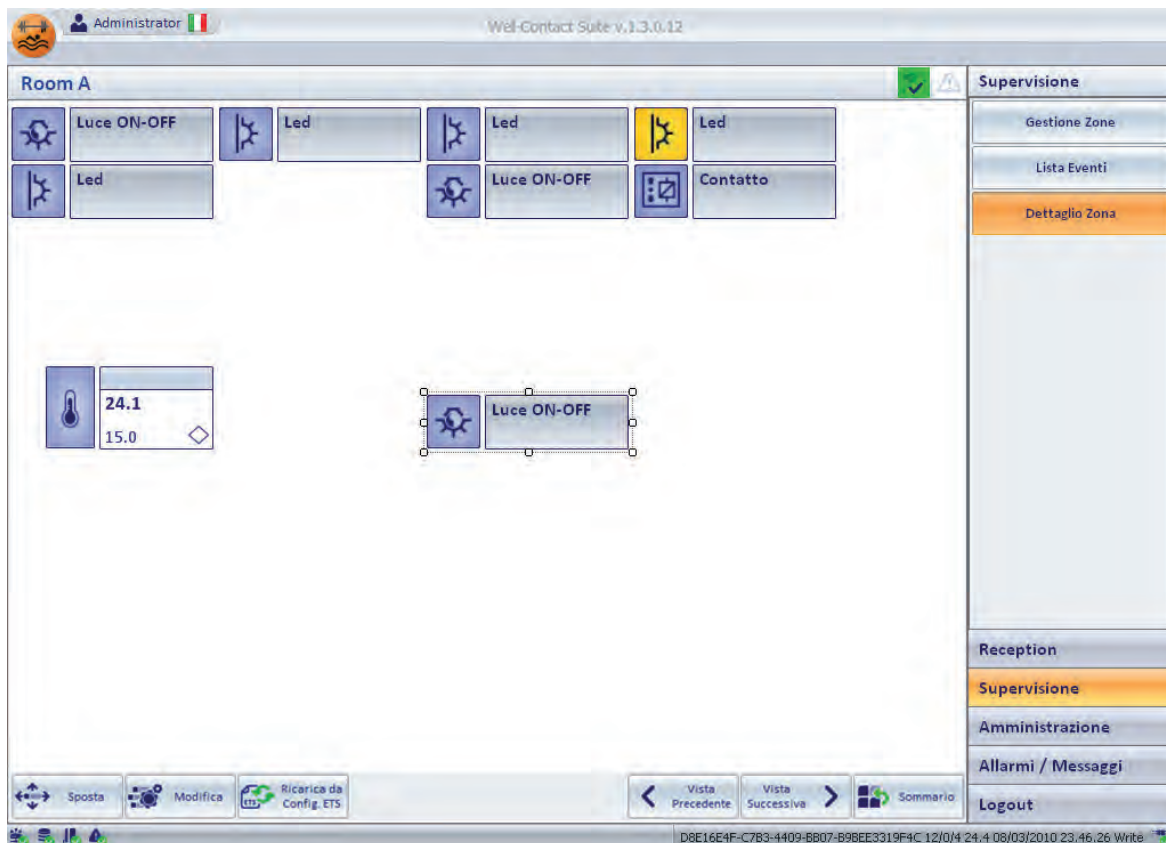 Administrator
Wel-Contact Suite v.1.3.0.12
Room A
Supervisione
Luce ON-OFF
Led
Led
Led
Gestione Zone
Lista Eventi
Led
Luce ON-OFF
Contatto
Dettaglio Zona
24.1
15.0
Luce ON-OFF
Reception
Supervisione
Amministrazione
Allarmi / Messaggi
Logout
Sposta
Modifica
Ricarica da
Config. ETS
Vista
Precedente
Vista
Successiva
Sommario
D8E16E4F-C7B3-4409-BB07-B9BEE3319F4C 12/0/4 24.4 08/03/2010 23.46.26 Write